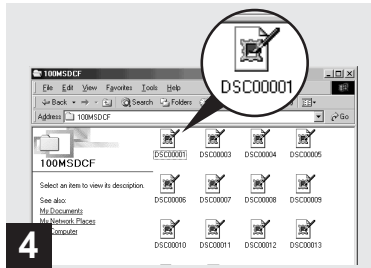 100MSDCF
DSC00001
File Edit View Favorites Tools Help
Back Search Folders
Address 100MSDCF Go
100MSDCF
Select an item to view its description.
See also:
My Documents
My Network Places
Computer
DSC00001 DSC00003 DSC00004 DSC00005
DSC00006 DSC00007 DSC00008 DSC00009
DSC00010 DSC00011 DSC00012 DSC00013
4